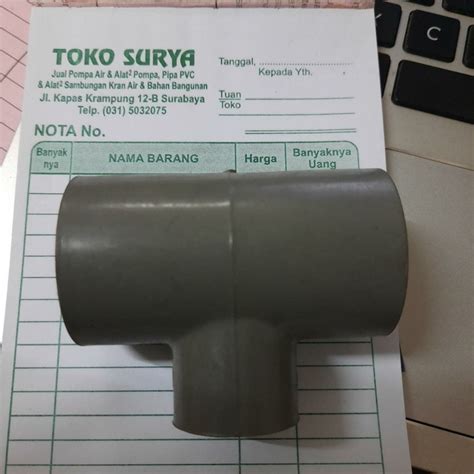 TOKO SURYA
Jual Pompa Air & Alat² Pompa, Pipa PVC
& Alat² Sambungan Kran Air & Bahan Bangunan
Jl. Kapas Krampung 12-B Surabaya
Telp. (031) 5032075
NOTA No.
Tanggal,
Kepada Yth.
Tuan
Toko
Banyak nya
NAMA BARANG
Harga
Banyaknya Uang